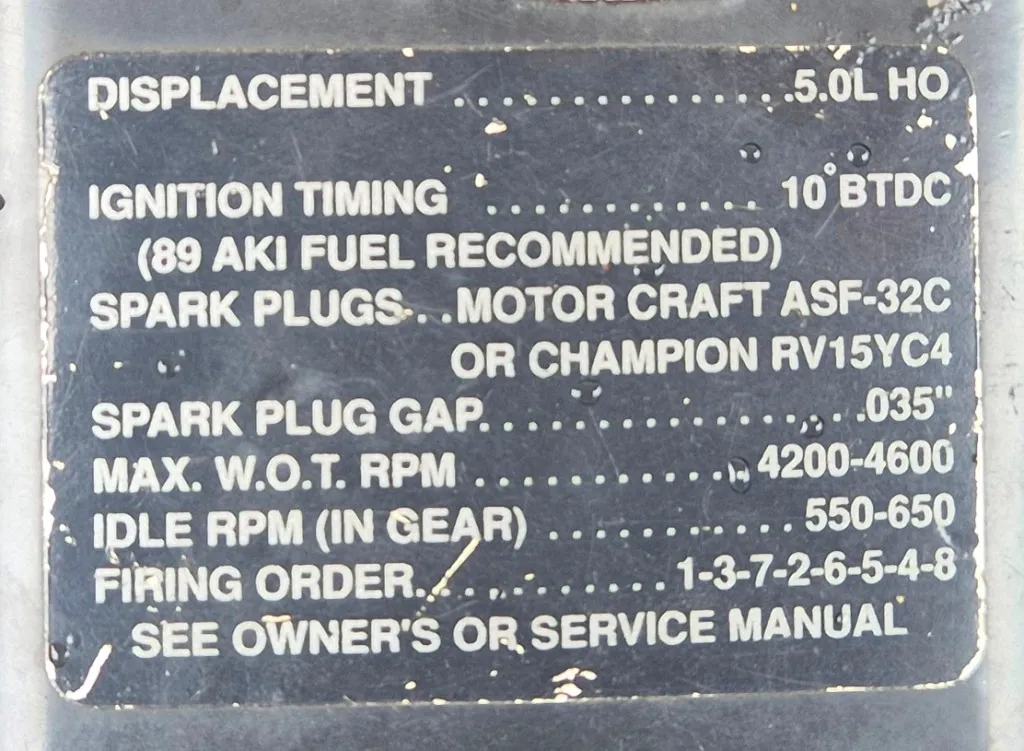 DISPLACEMENT ................5.0L HO
IGNITION TIMING ............. 10°BTDC
(89 AKI FUEL RECOMMENDED)
SPARK PLUGS...MOTOR CRAFT ASF-32C
OR CHAMPION RV15YC4
SPARK PLUG GAP..................035"
MAX. W.O.T. RPM .............4200-4600
IDLE RPM (IN GEAR) ............550-650
FIRING ORDER.............1-3-7-2-6-5-4-8
SEE OWNER'S OR SERVICE MANUAL